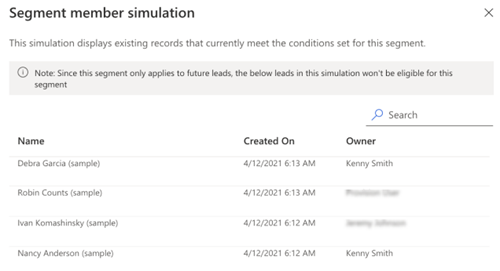 Segment member simulation
This simulation displays existing records that currently meet the conditions set for this segment.
Note: Since this segment only applies to future leads, the below leads in this simulation won't be eligible for this
segment
Search
Name Created On Owner
Debra Garcia (sample) 4/12/2021 6:13 AM Kenny Smith
Robin Counts (sample) 4/12/2021 6:13 AM
Ivan Komashinsky (sample) 4/12/2021 6:12 AM
Nancy Anderson (sample) 4/12/2021 6:12 AM Kenny Smith